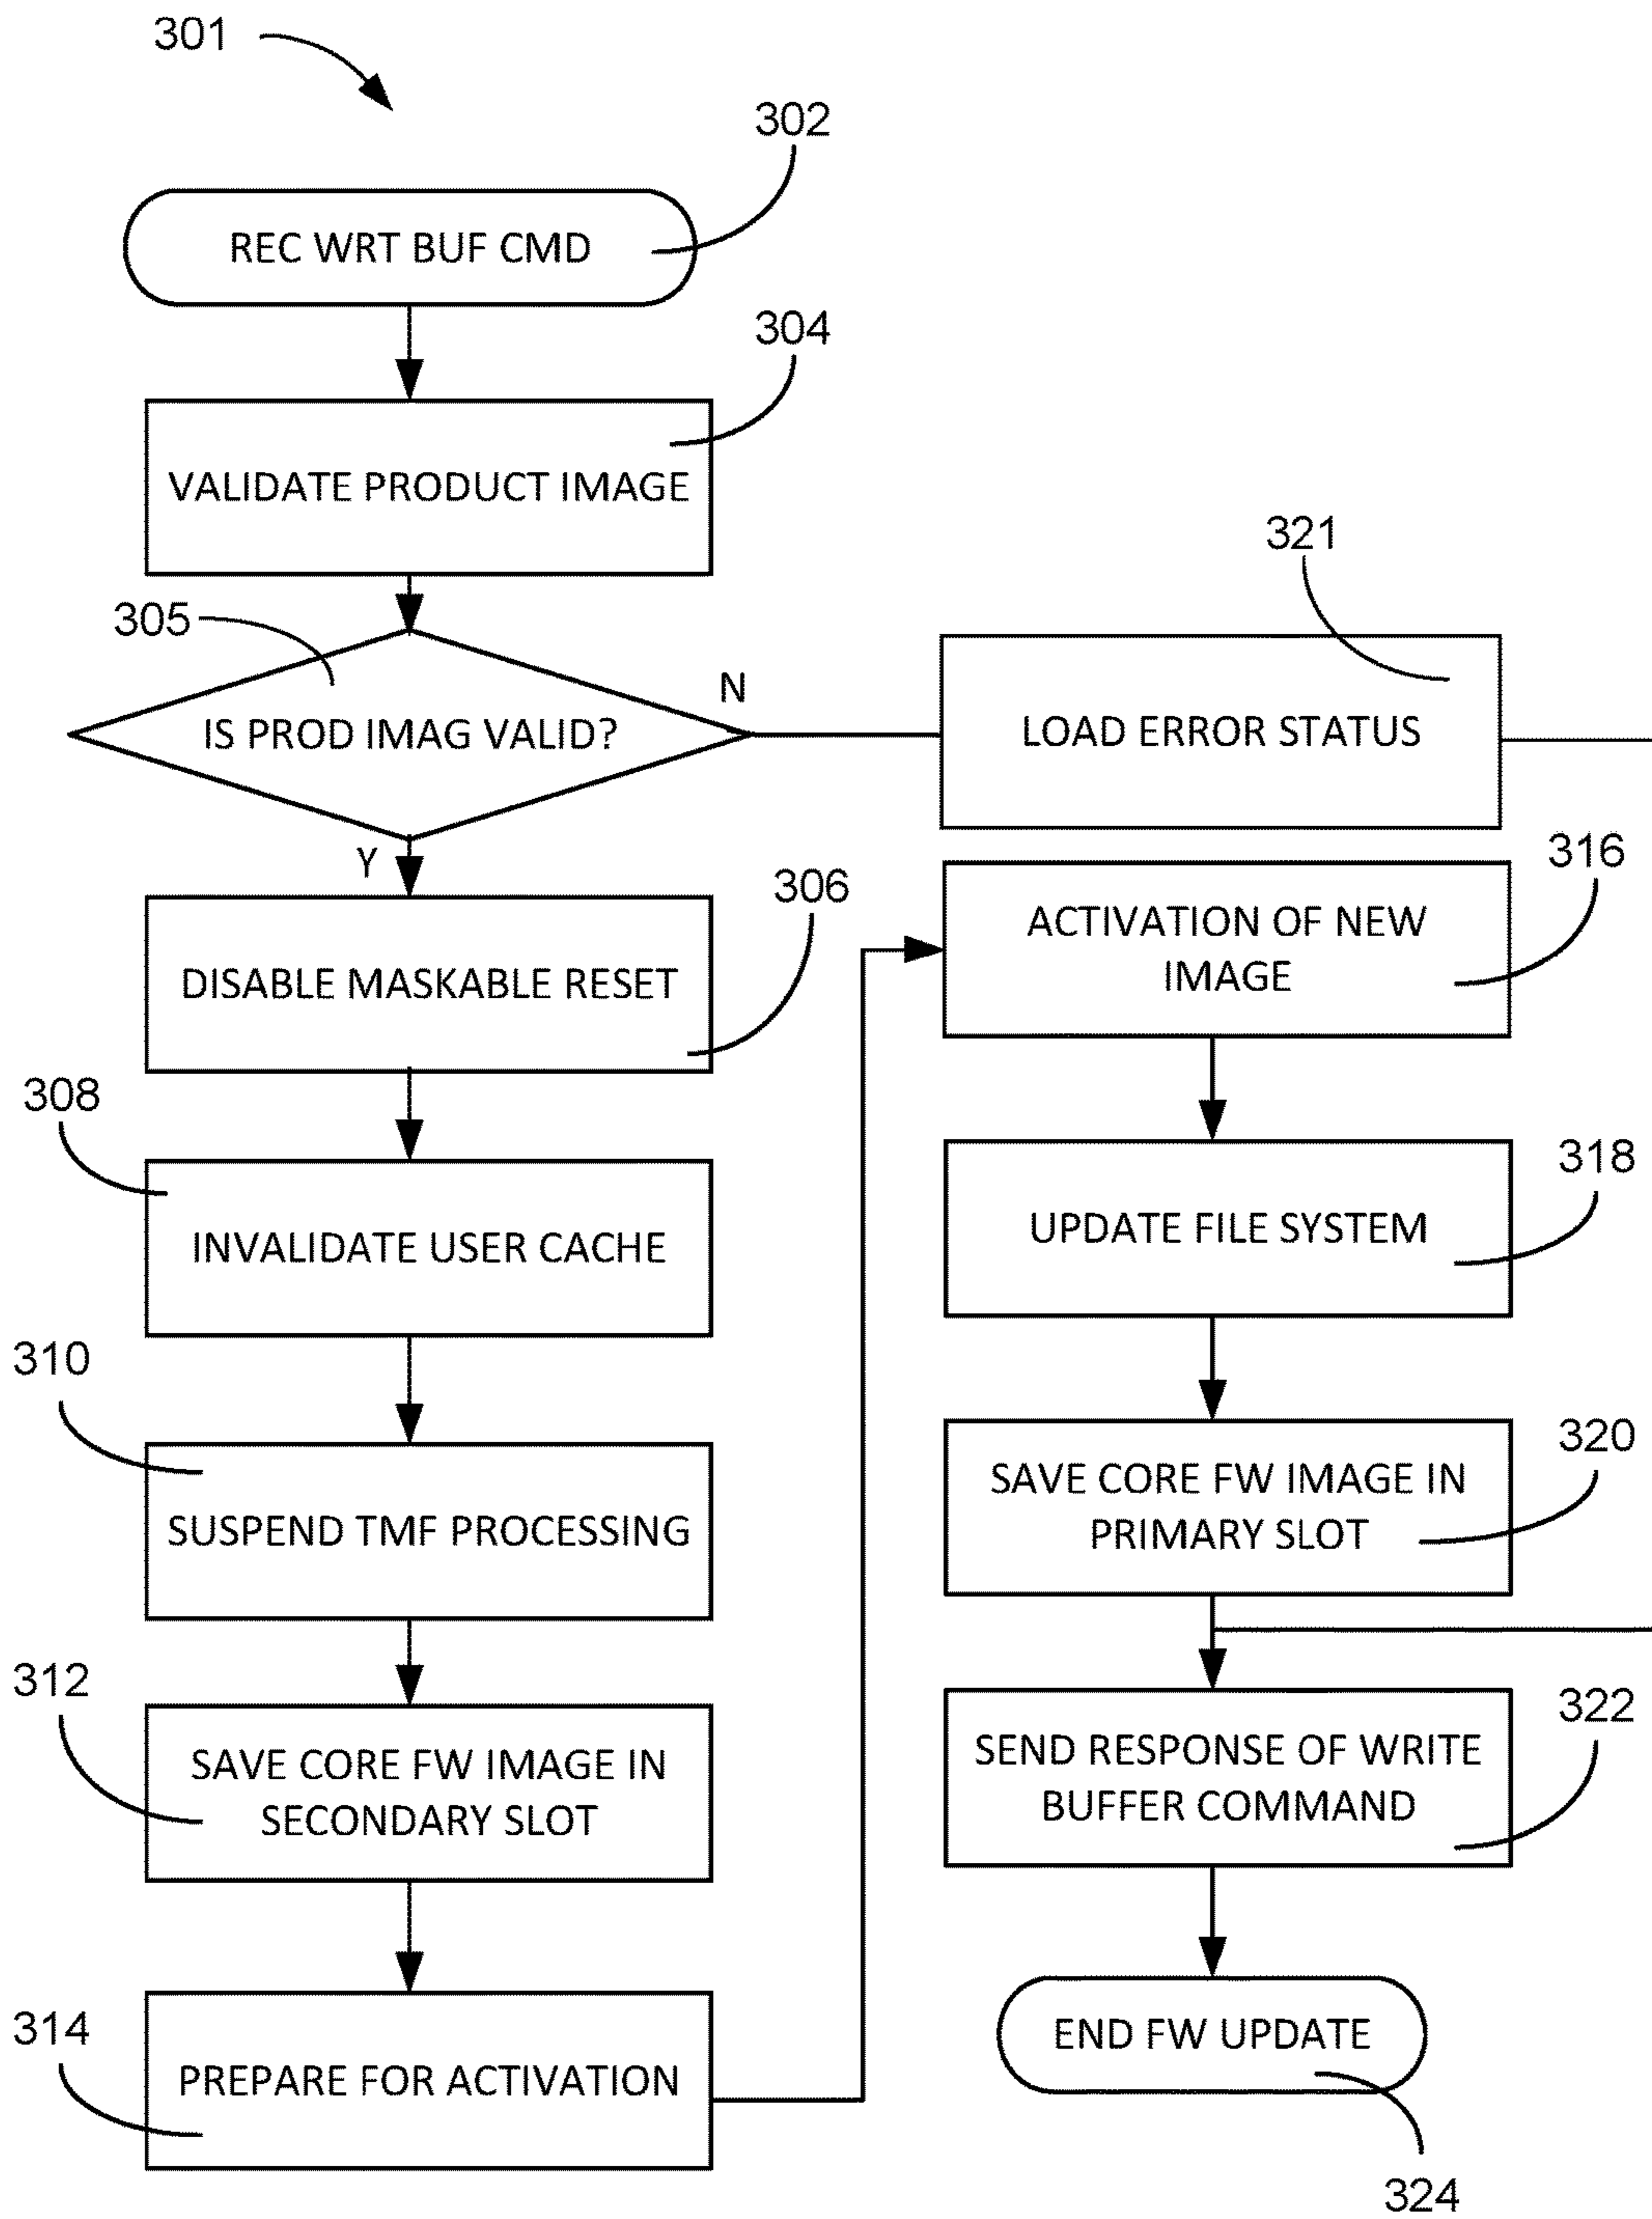 301
302
REC WRT BUF CMD
304
VALIDATE PRODUCT IMAGE
305
IS PROD IMAG VALID?
N
Y
321
LOAD ERROR STATUS
306
DISABLE MASKABLE RESET
308
INVALIDATE USER CACHE
310
SUSPEND TMF PROCESSING
312
SAVE CORE FW IMAGE IN
SECONDARY SLOT
314
PREPARE FOR ACTIVATION
316
ACTIVATION OF NEW
IMAGE
318
UPDATE FILE SYSTEM
320
SAVE CORE FW IMAGE IN
PRIMARY SLOT
322
SEND RESPONSE OF WRITE
BUFFER COMMAND
END FW UPDATE
324